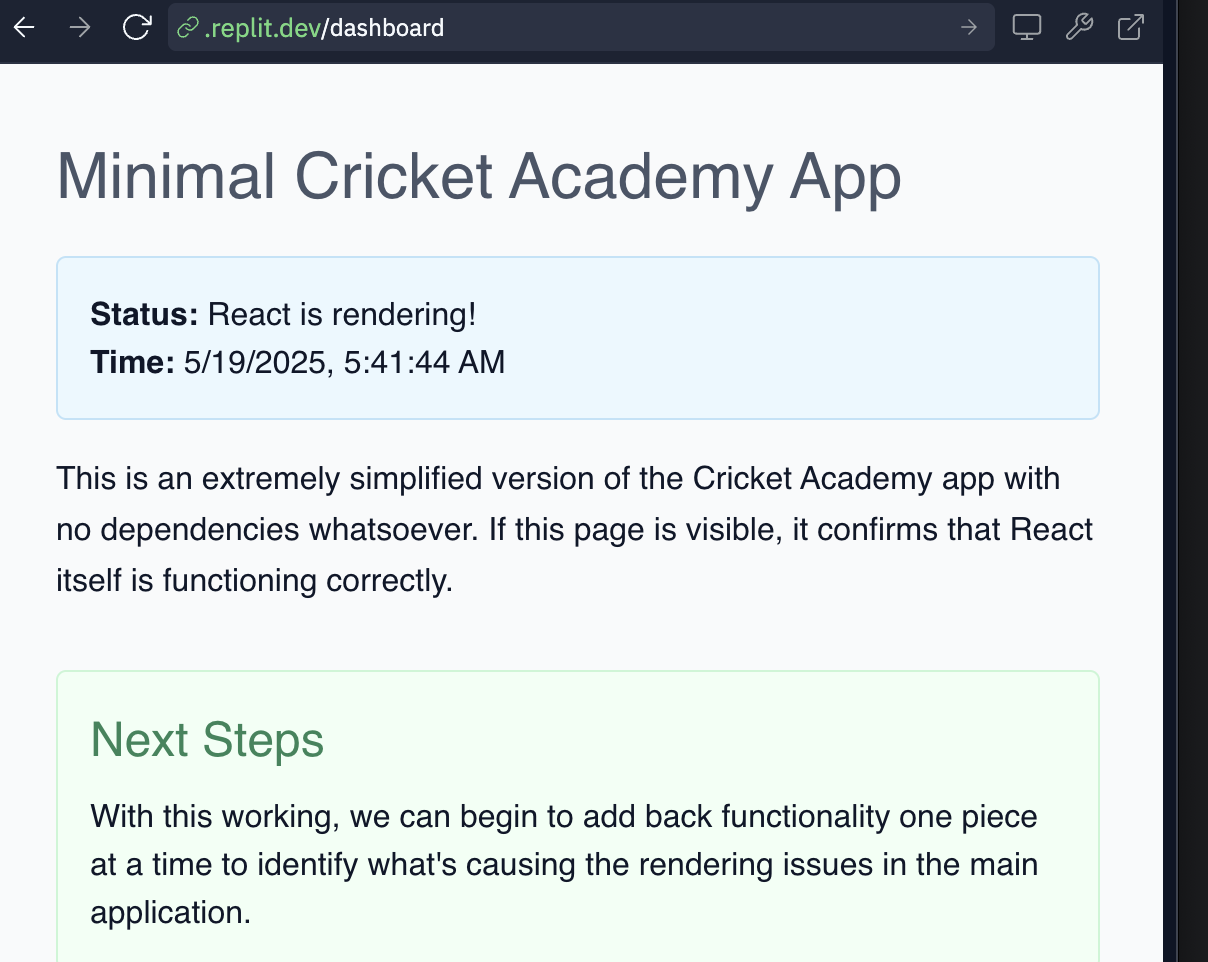 .replit.dev/dashboard
Minimal Cricket Academy App
Status: React is rendering!
Time: 5/19/2025, 5:41:44 AM
This is an extremely simplified version of the Cricket Academy app with
no dependencies whatsoever. If this page is visible, it confirms that React
itself is functioning correctly.
Next Steps
With this working, we can begin to add back functionality one piece
at a time to identify what's causing the rendering issues in the main
application.